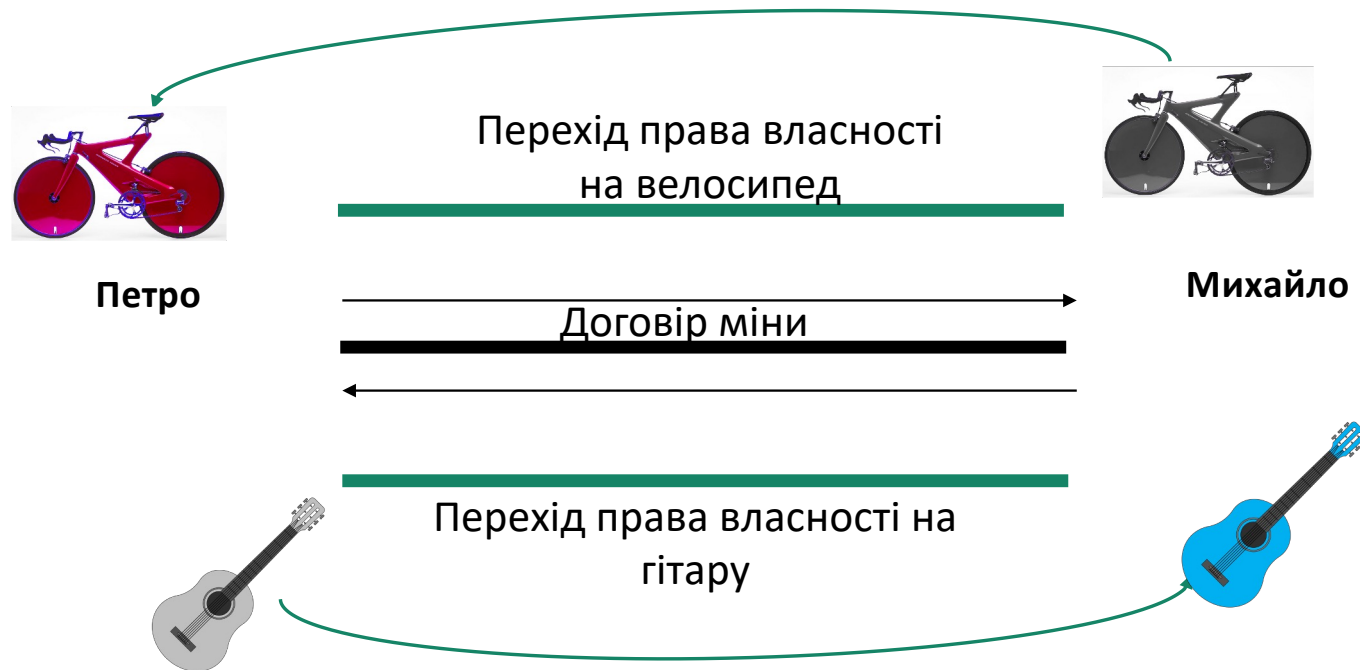 Перехід права власності
на велосипед
Петро
Михайло
Договір міни
Перехід права власності на
гітару